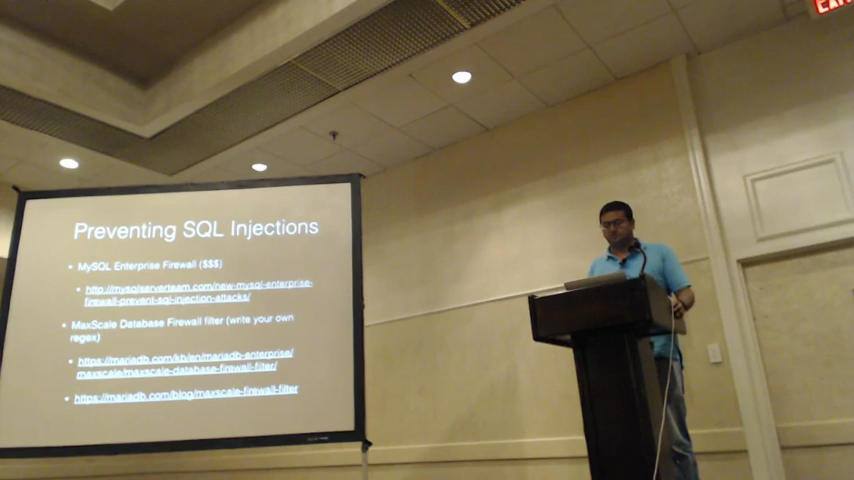 EXIT
Preventing SQL Injections
• MySQL Enterprise Firewall ($$$)
• http://mysqlserverteam.com/new-mysql-enterprise-
firewall-prevent-sql-injection-attacks/
• MaxScale Database Firewall filter (write your own
regex)
• https://mariadb.com/kb/en/mariadb-enterprise/
maxscale/maxscale-database-firewall-filter/
• https://mariadb.com/blog/maxscale-firewall-filter